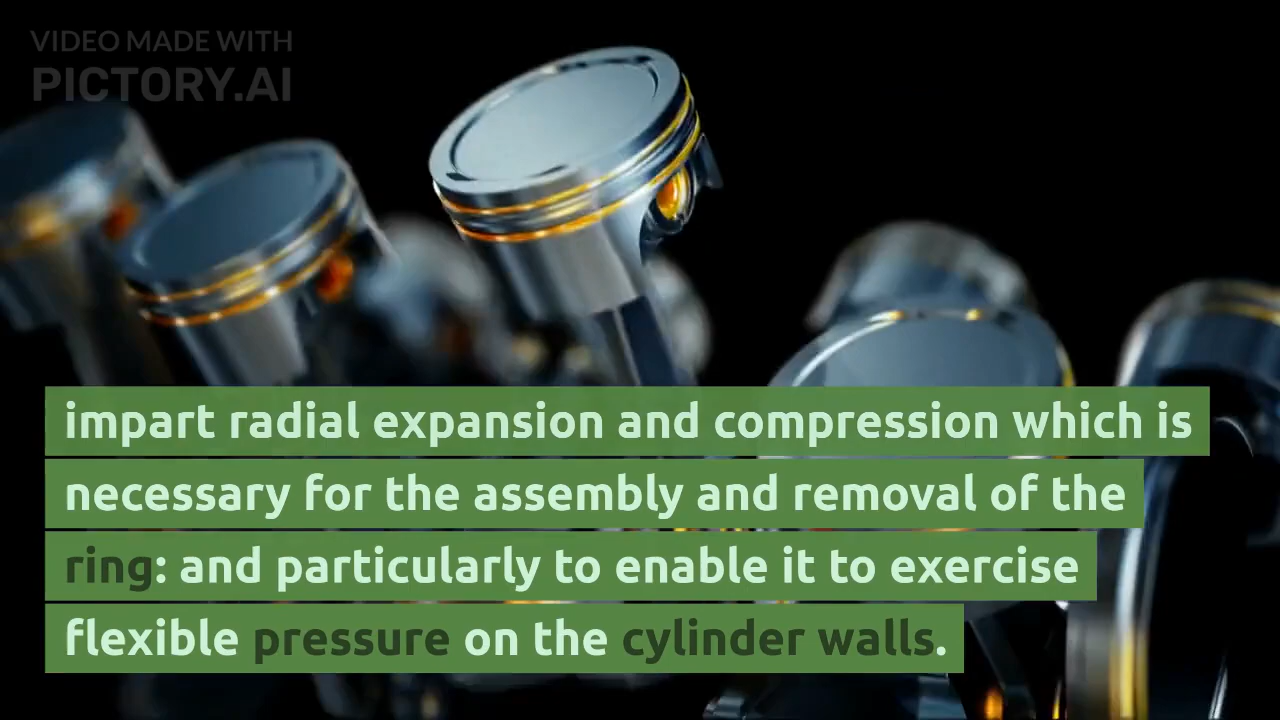 VIDEO MADE WITH
PICTORY.AI
impart radial expansion and compression which is
necessary for the assembly and removal of the
ring: and particularly to enable it to exercise
flexible pressure on the cylinder walls.